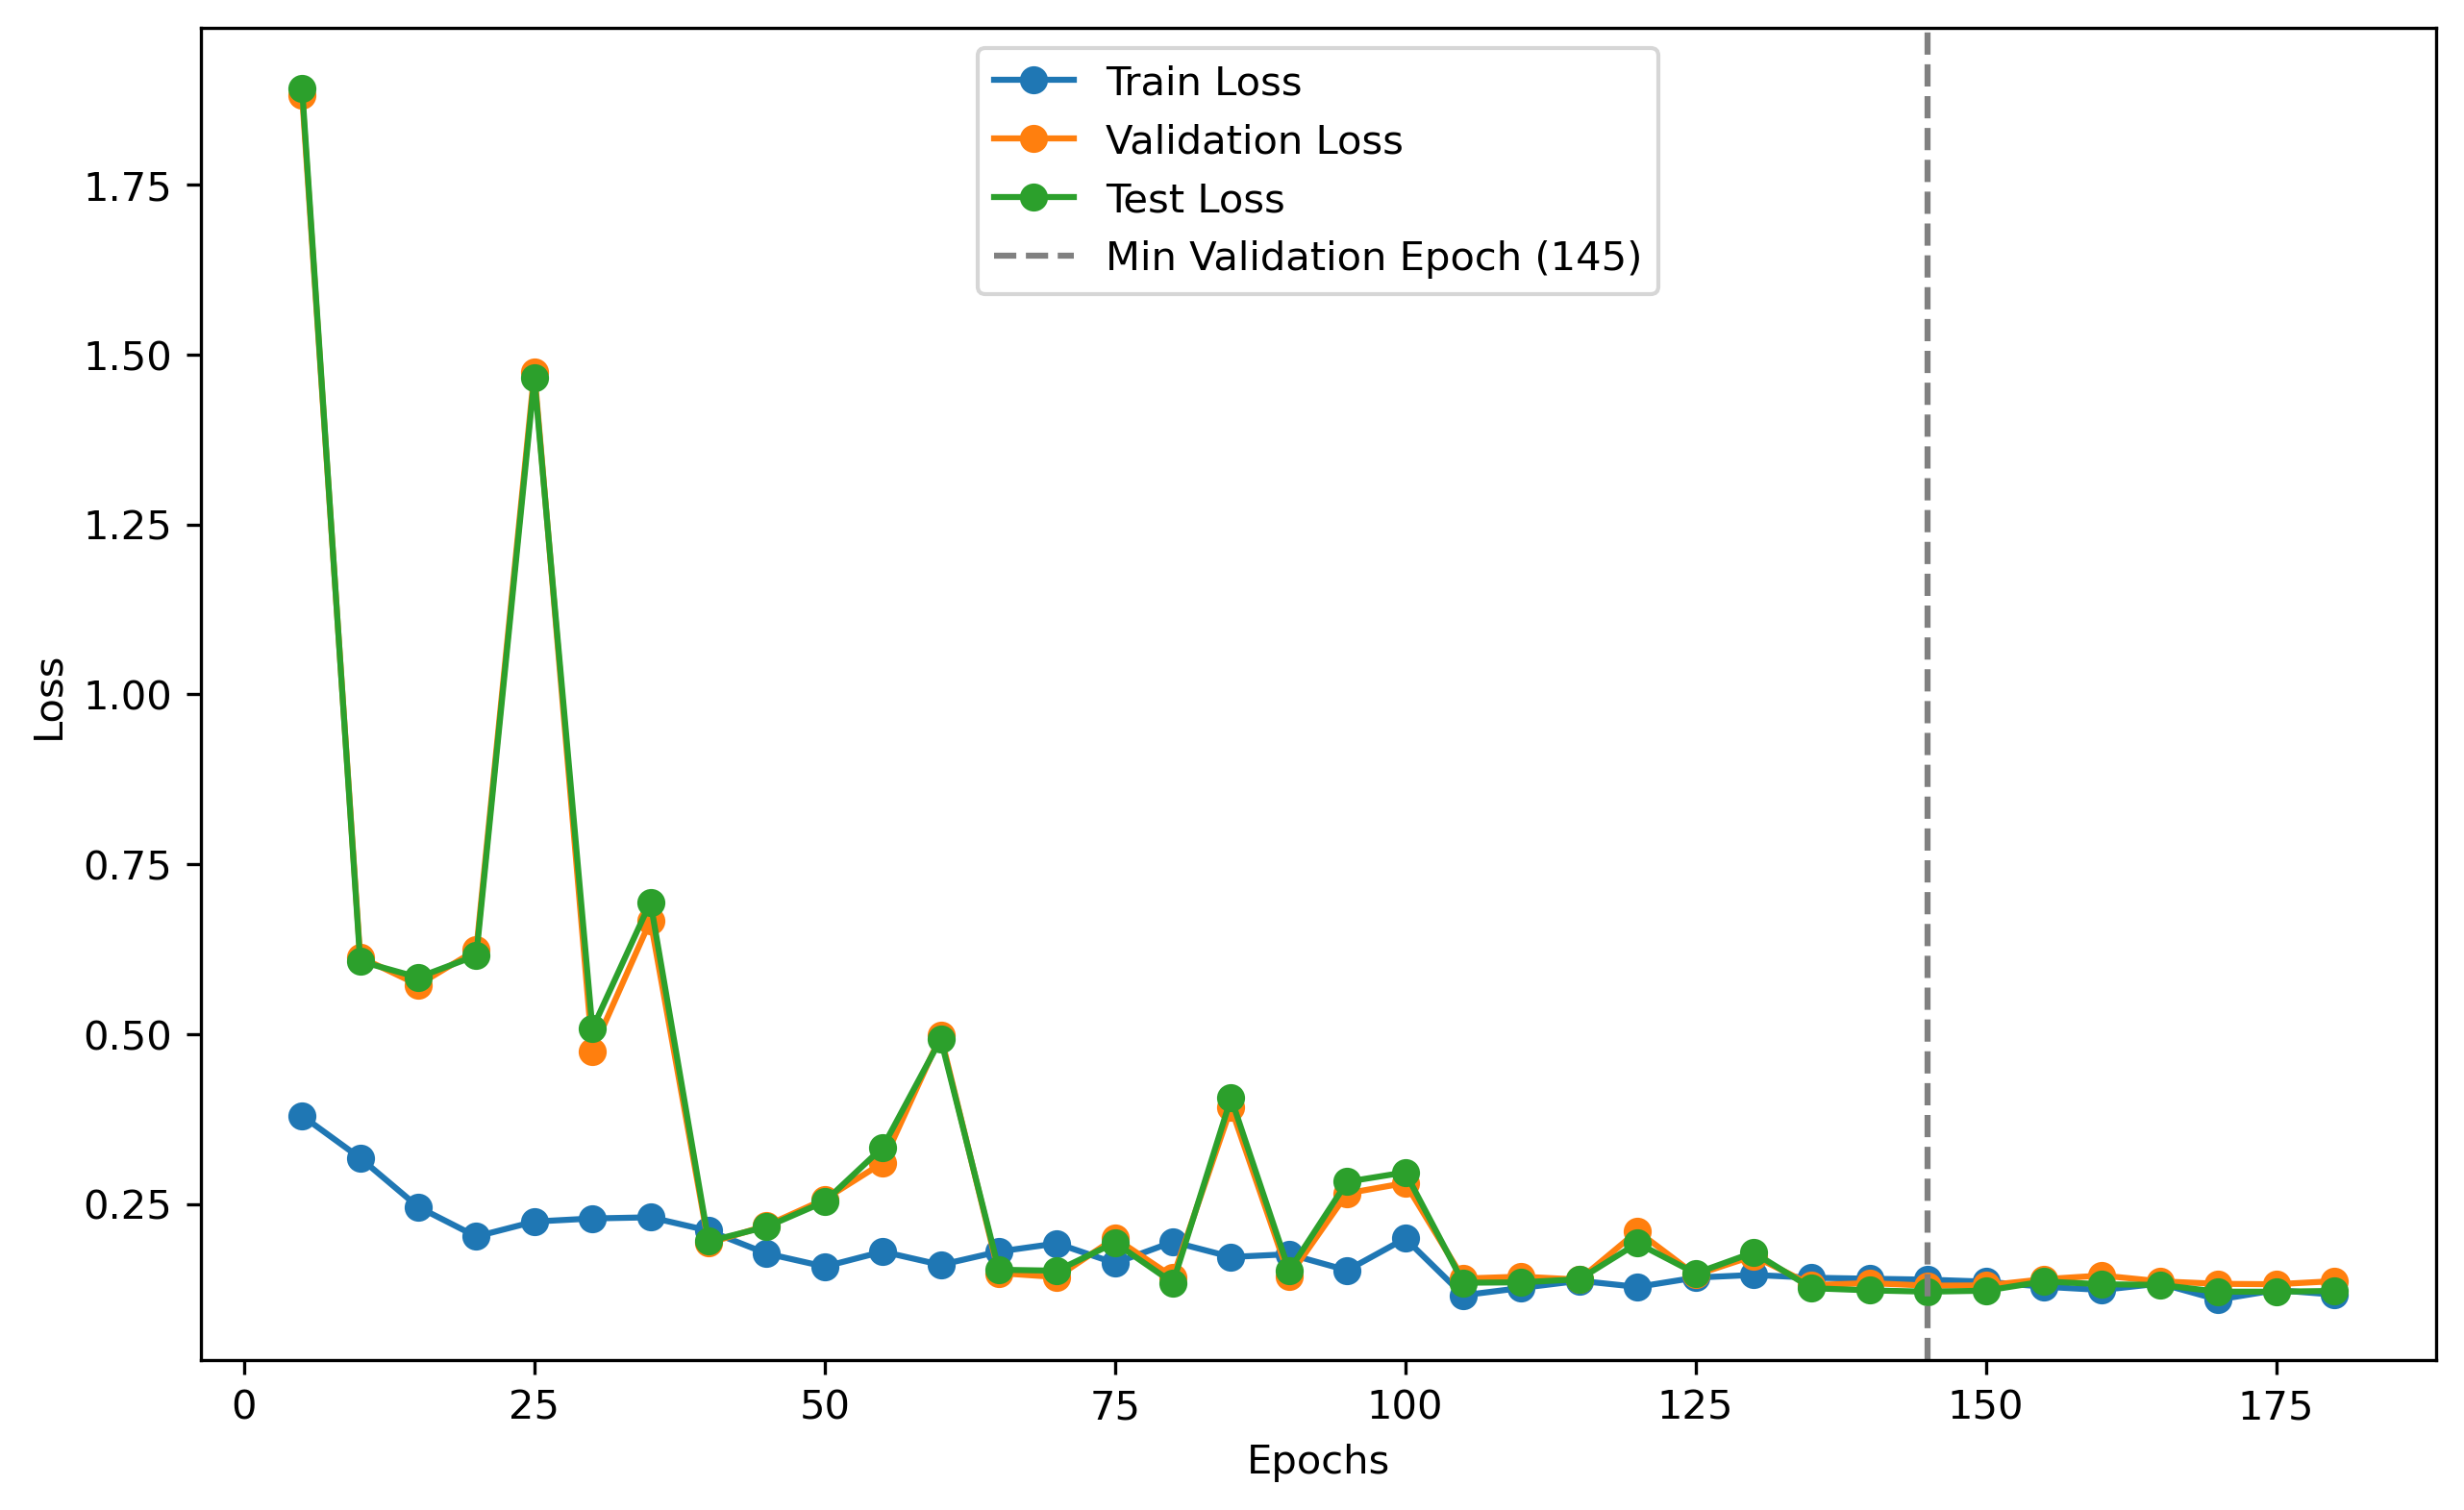 Train Loss
Validation Loss
Test Loss
Min Validation Epoch (145)
1.75
1.50
1.25
1.00
0.75
0.50
0.25
Loss
0 25 50 75 100 125 150 175
Epochs